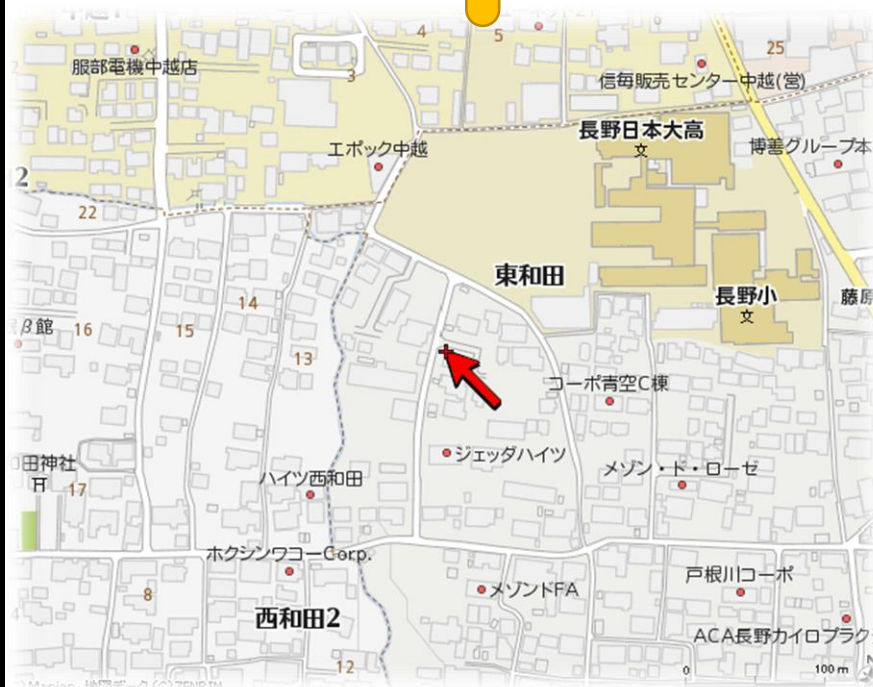 4
5
25
服部電機中越店
3
信毎販売センター中越(営)
長野日本大高
文
エポック中越
博善グループ本
2
22
東和田
長野小
文
藤原
14
16
15
13
コーポ青空C棟
ジェッダハイツ
田神社
17
ハイツ西和田
メゾン・ド・ローゼ
ホクシンワコーCorp.
8
メゾンドFA
戸根川コーポ
西和田2
ACA長野カイロプラク
12
0
100 m